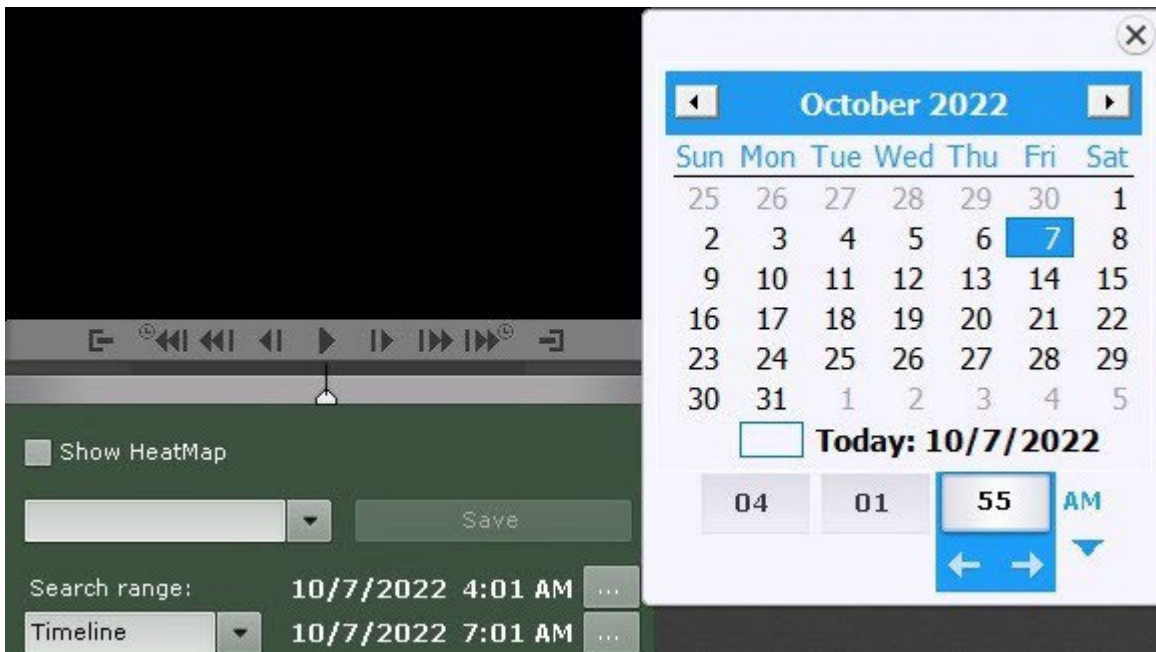 October 2022
Sun Mon Tue Wed Thu Fri Sat
25 26 27 28 29 30 1
2 3 4 5 6 7 8
9 10 11 12 13 14 15
16 17 18 19 20 21 22
23 24 25 26 27 28 29
30 31 1 2 3 4 5
Today: 10/7/2022
04 01 55 AM
Show HeatMap
Save
Search range: 10/7/2022 4:01 AM ...
Timeline 10/7/2022 7:01 AM ...